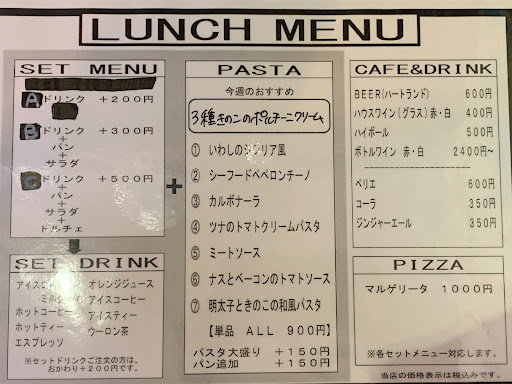 LUNCH MENU
SET MENU
A ドリンク +200円
B ドリンク +300円
+
パン
+
サラダ
C ドリンク +500円
+
パン
+
サラダ
+
ドルチェ
SET DRINK
オレンジジュース
アイスコーヒー
ホットコーヒー アイスティー
ホットティー ウーロン茶
エスプレッソ
※セットドリンクご注文の方は、
おかわり+200円です。
+
PASTA
今週のおすすめ
3種きのこのポルチーニクリーム
① いわしのシシリア風
② シーフードペペロンチーノ
③ カルボナーラ
④ ツナのトマトクリームパスタ
⑤ ミートソース
⑥ ナスとベーコンのトマトソース
⑦ 明太子ときのこの和風パスタ
【単品 ALL 900円】
パスタ大盛り +150円
パン追加 +150円
CAFE&DRINK
BEER(ハートランド) 600円
ハウスワイン(グラス)赤・白 400円
ハイボール 500円
ボトルワイン 赤・白 2400円~
ペリエ 600円
コーラ 350円
ジンジャーエール 350円
PIZZA
マルゲリータ 1000円
※各セットメニュー対応します。
当店の価格表示は税込みです。